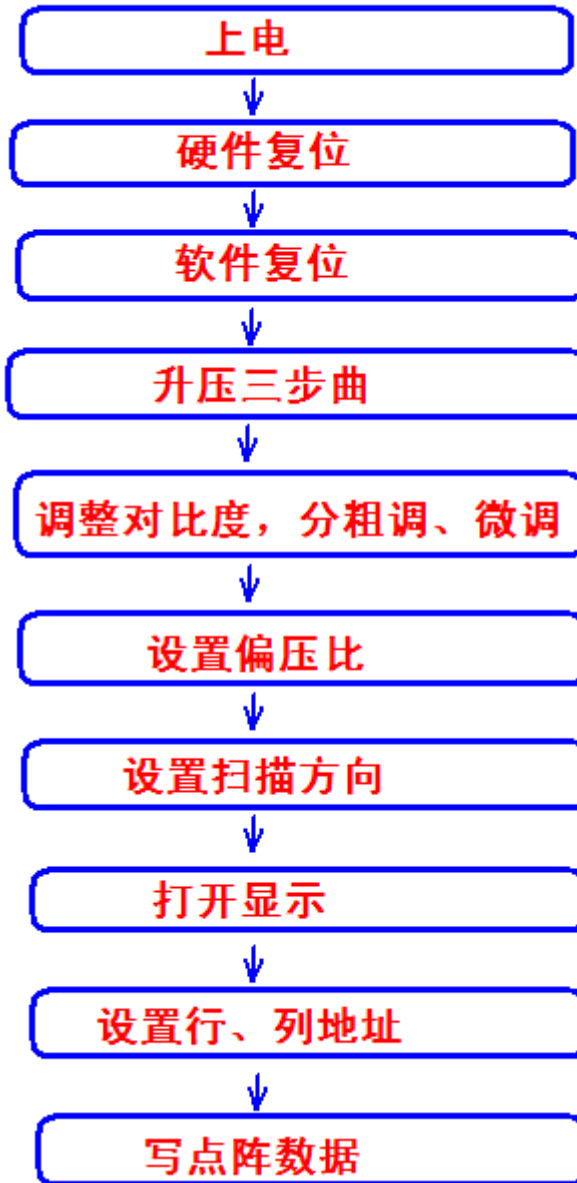 上电
硬件复位
软件复位
升压三步曲
调整对比度，分粗调、微调
设置偏压比
设置扫描方向
打开显示
设置行、列地址
写点阵数据